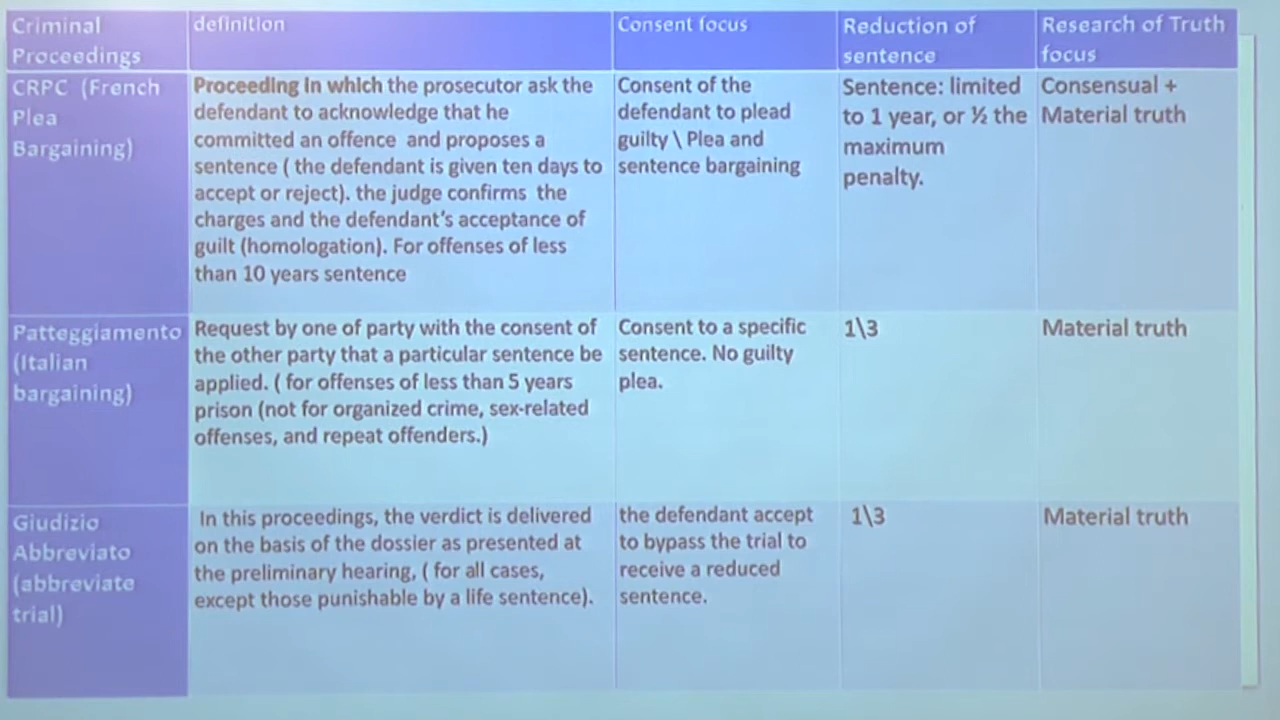 Criminal
Proceedings
definition
Consent focus
Reduction of
sentence
Research of Truth
focus
CRPC (French
Plea
Bargaining)
Proceeding in which the prosecutor ask the
defendant to acknowledge that he
committed an offence and proposes a
sentence ( the defendant is given ten days to
accept or reject). the judge confirms the
charges and the defendant's acceptance of
guilt (homologation). For offenses of less
than 10 years sentence
Consent of the
defendant to plead
guilty \ Plea and
sentence bargaining
Sentence: limited
to 1 year, or ½ the
maximum
penalty.
Consensual +
Material truth
Patteggiamento
(Italian
bargaining)
Request by one of party with the consent of
the other party that a particular sentence be
applied. ( for offenses of less than 5 years
prison (not for organized crime, sex-related
offenses, and repeat offenders.)
Consent to a specific
sentence. No guilty
plea.
1\3
Material truth
Giudizio
Abbreviato
(abbreviate
trial)
In this proceedings, the verdict is delivered
on the basis of the dossier as presented at
the preliminary hearing, ( for all cases,
except those punishable by a life sentence).
the defendant accept
to bypass the trial to
receive a reduced
sentence.
1\3
Material truth